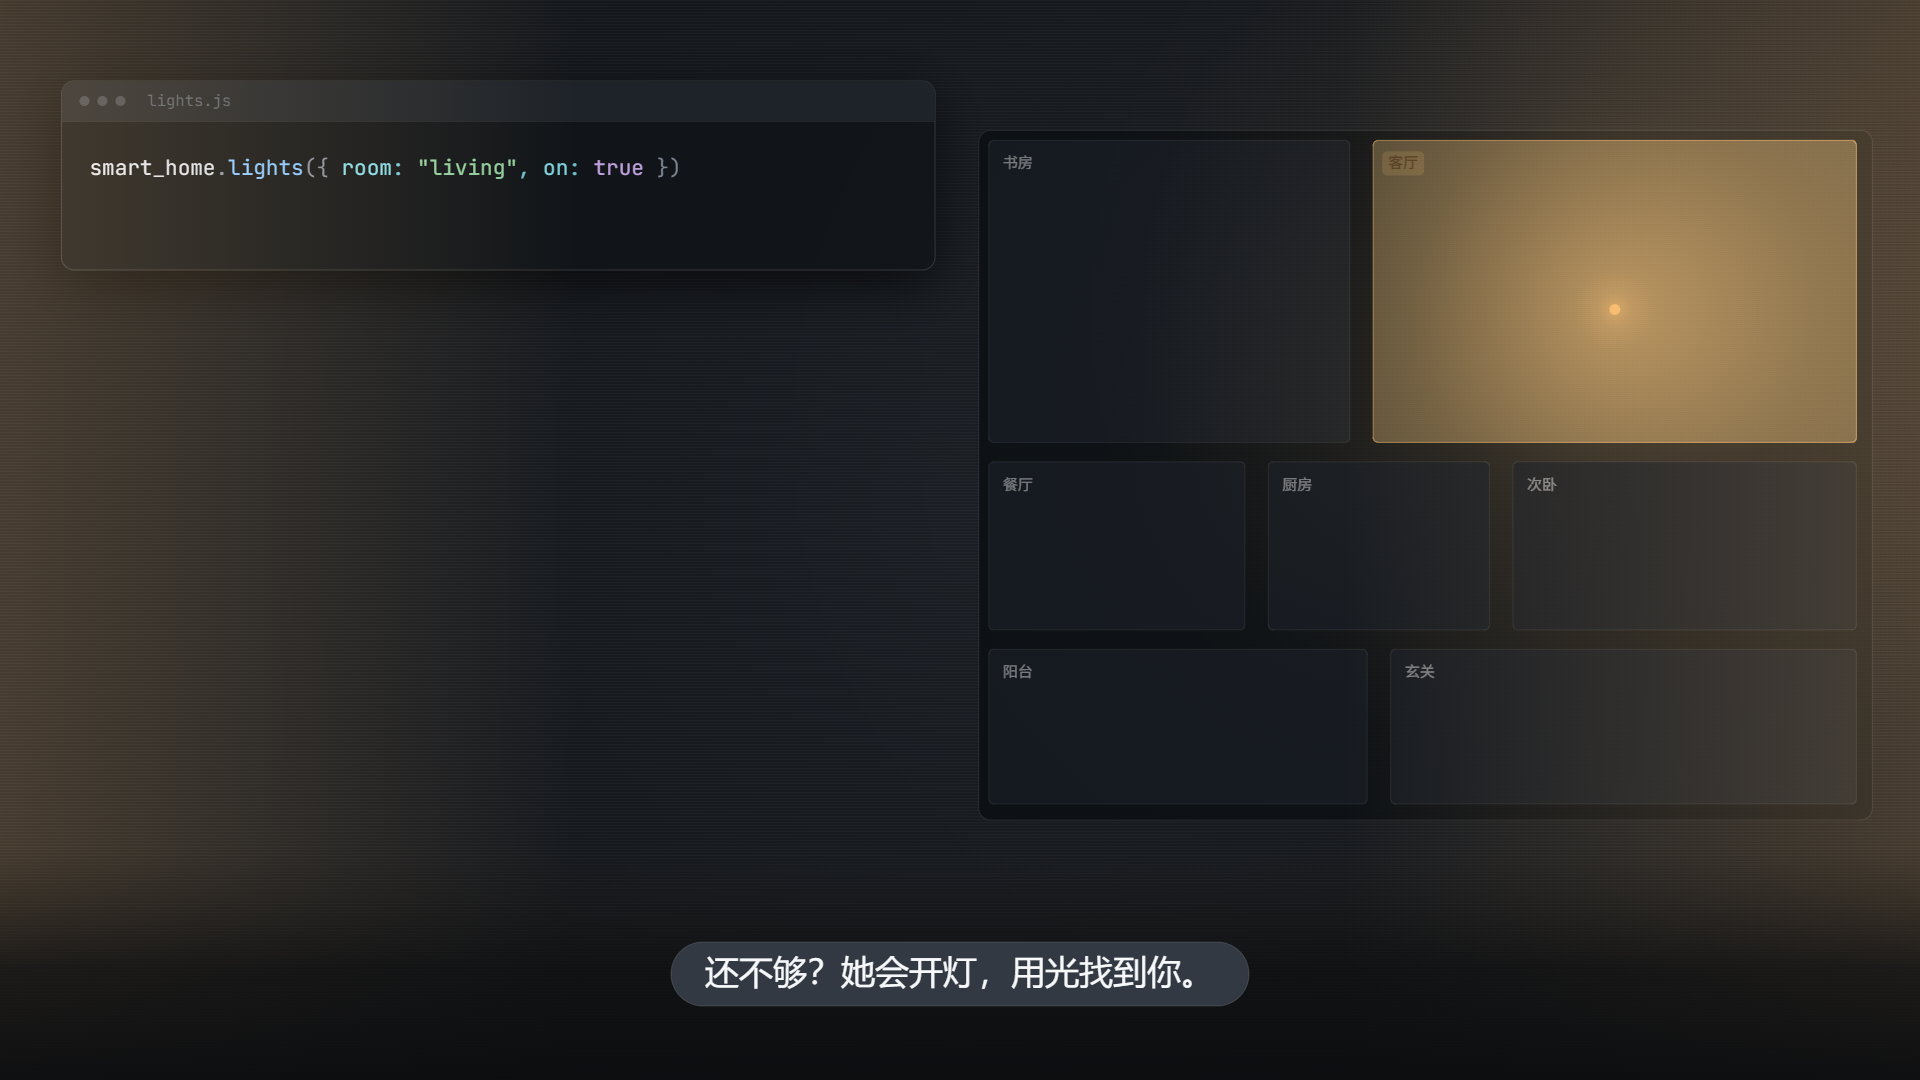 lights.js
smart_home.lights({ room: "living", on: true })
书房
客厅
餐厅
厨房
次卧
阳台
玄关
还不够？她会开灯，用光找到你。